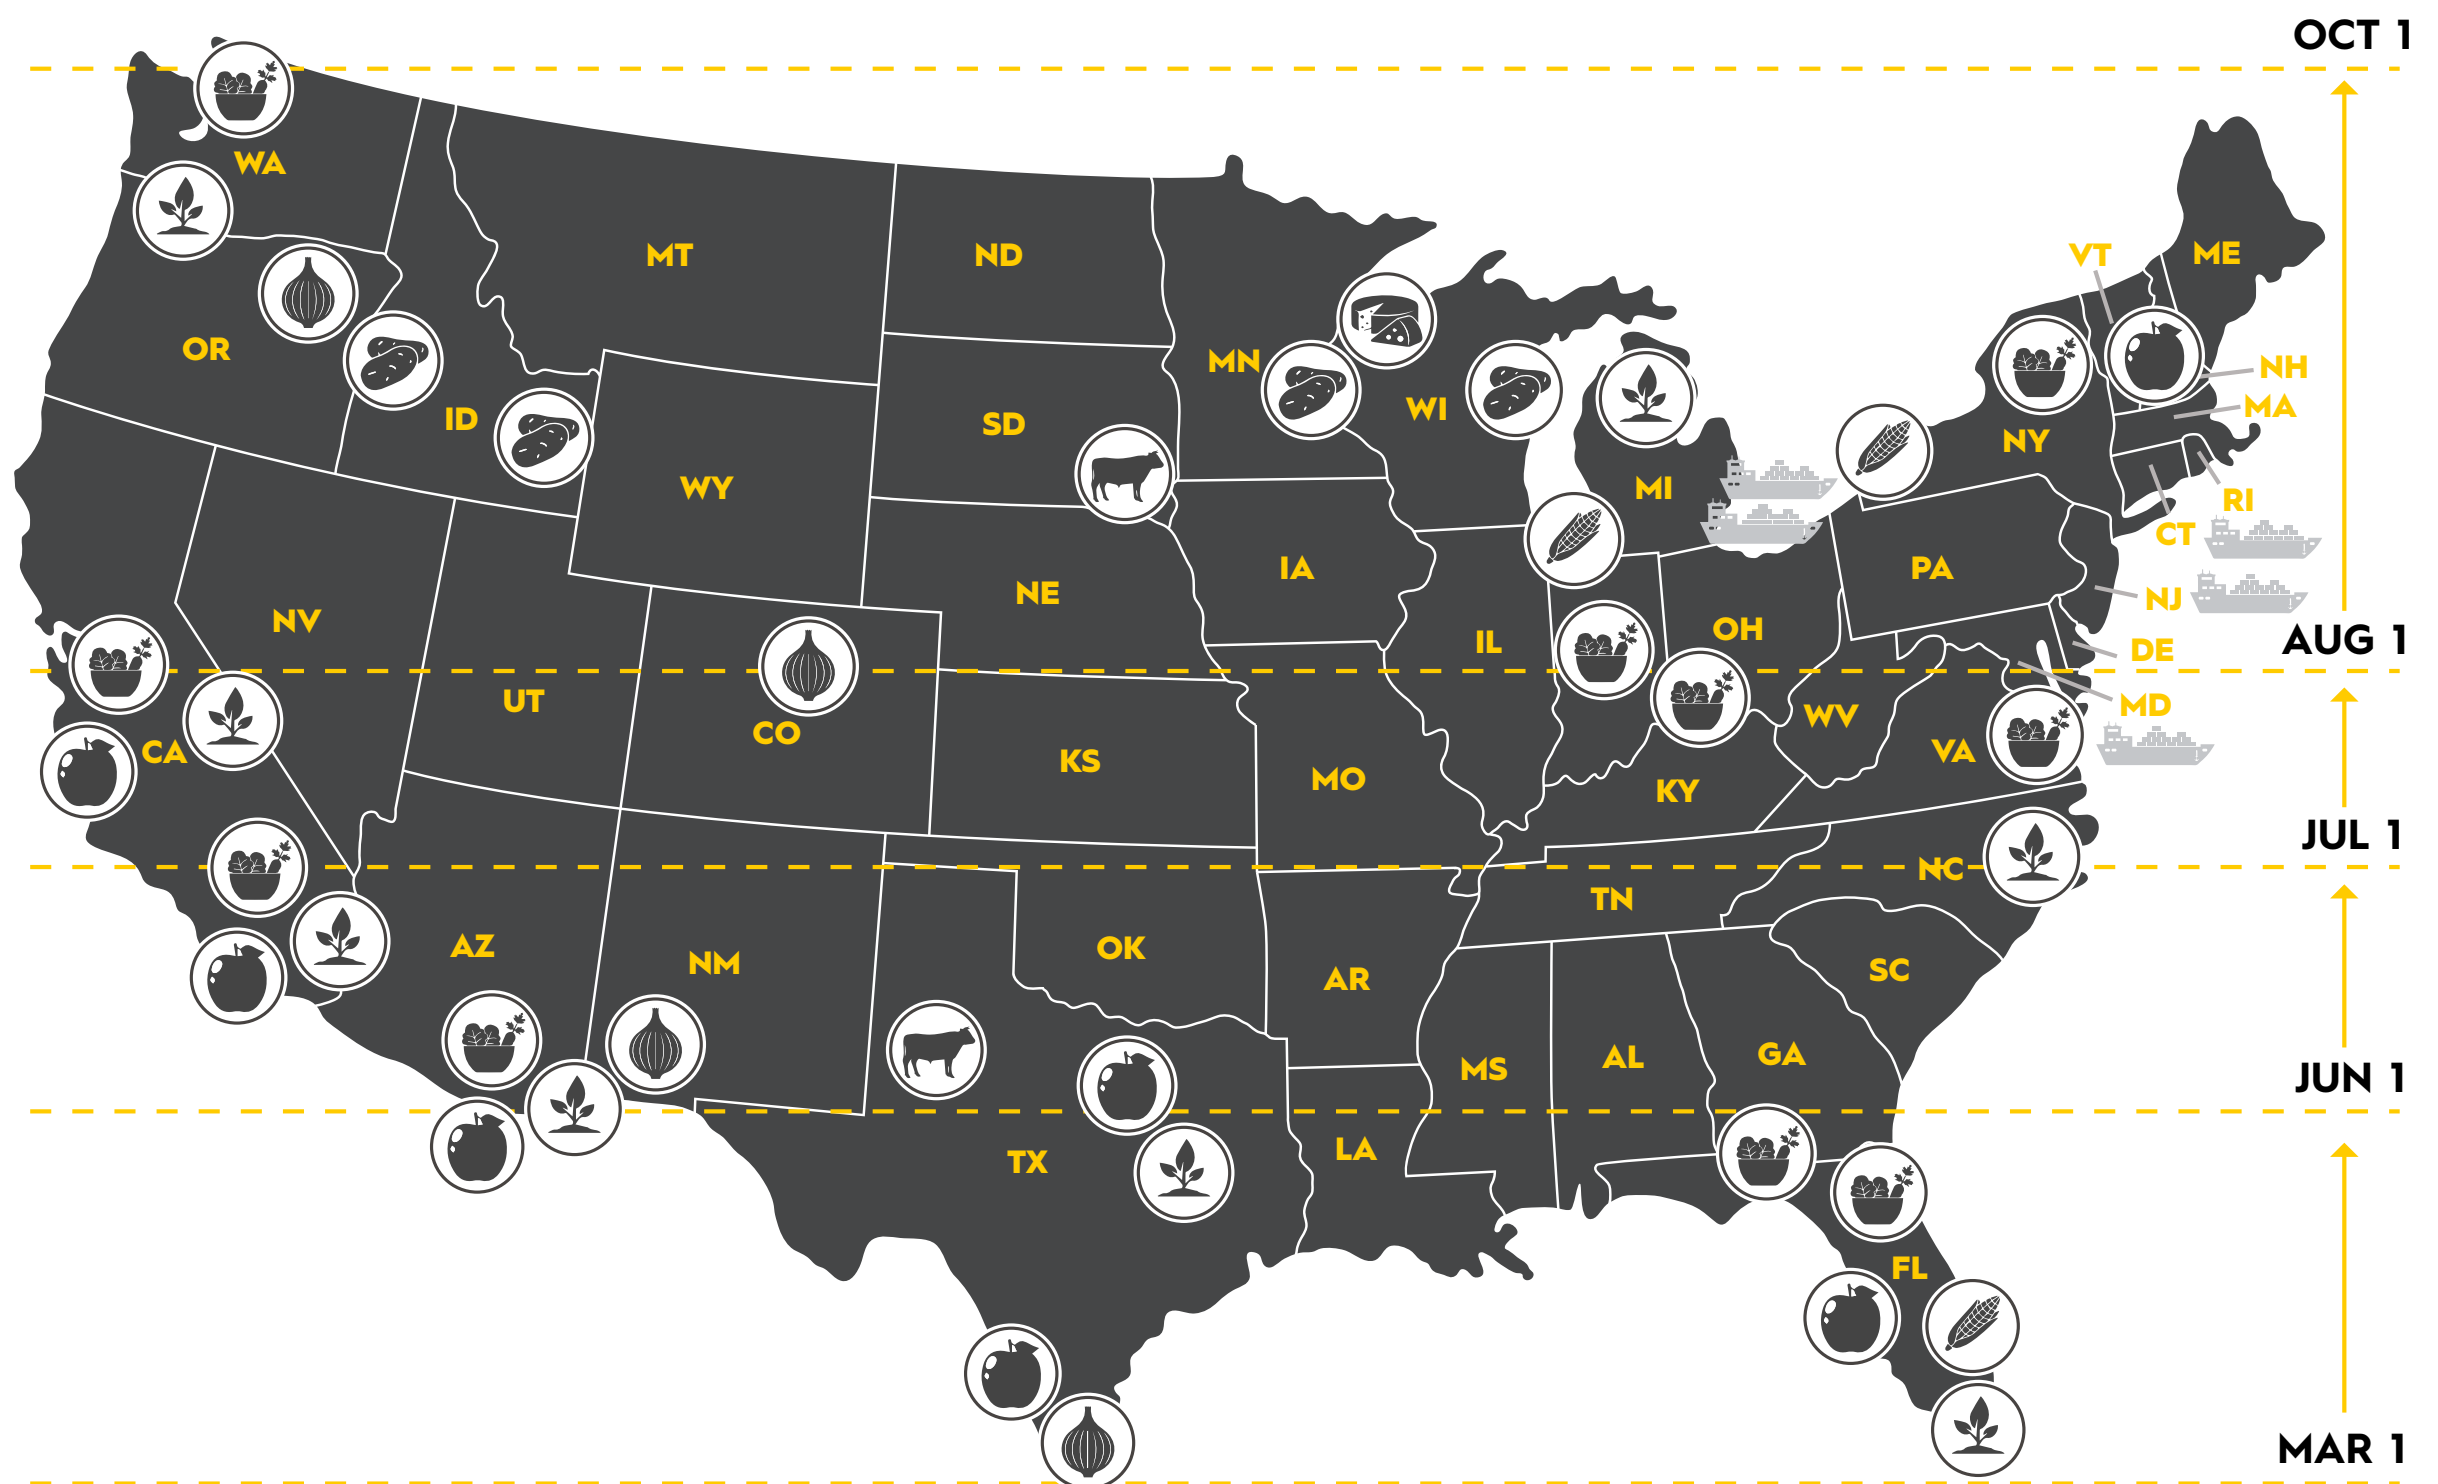 OCT 1
WA
VT
ME
MT
ND
OR
MN
NH
ID
SD
WI
MA
NY
WY
MI
RI
CT
IA
PA
NE
NJ
NV
OH
IL
AUG 1
DE
UT
MD
WV
CO
CA
VA
KS
MO
KY
JUL 1
NC
TN
AZ
OK
NM
AR
SC
GA
AL
MS
JUN 1
LA
TX
FL
MAR 1